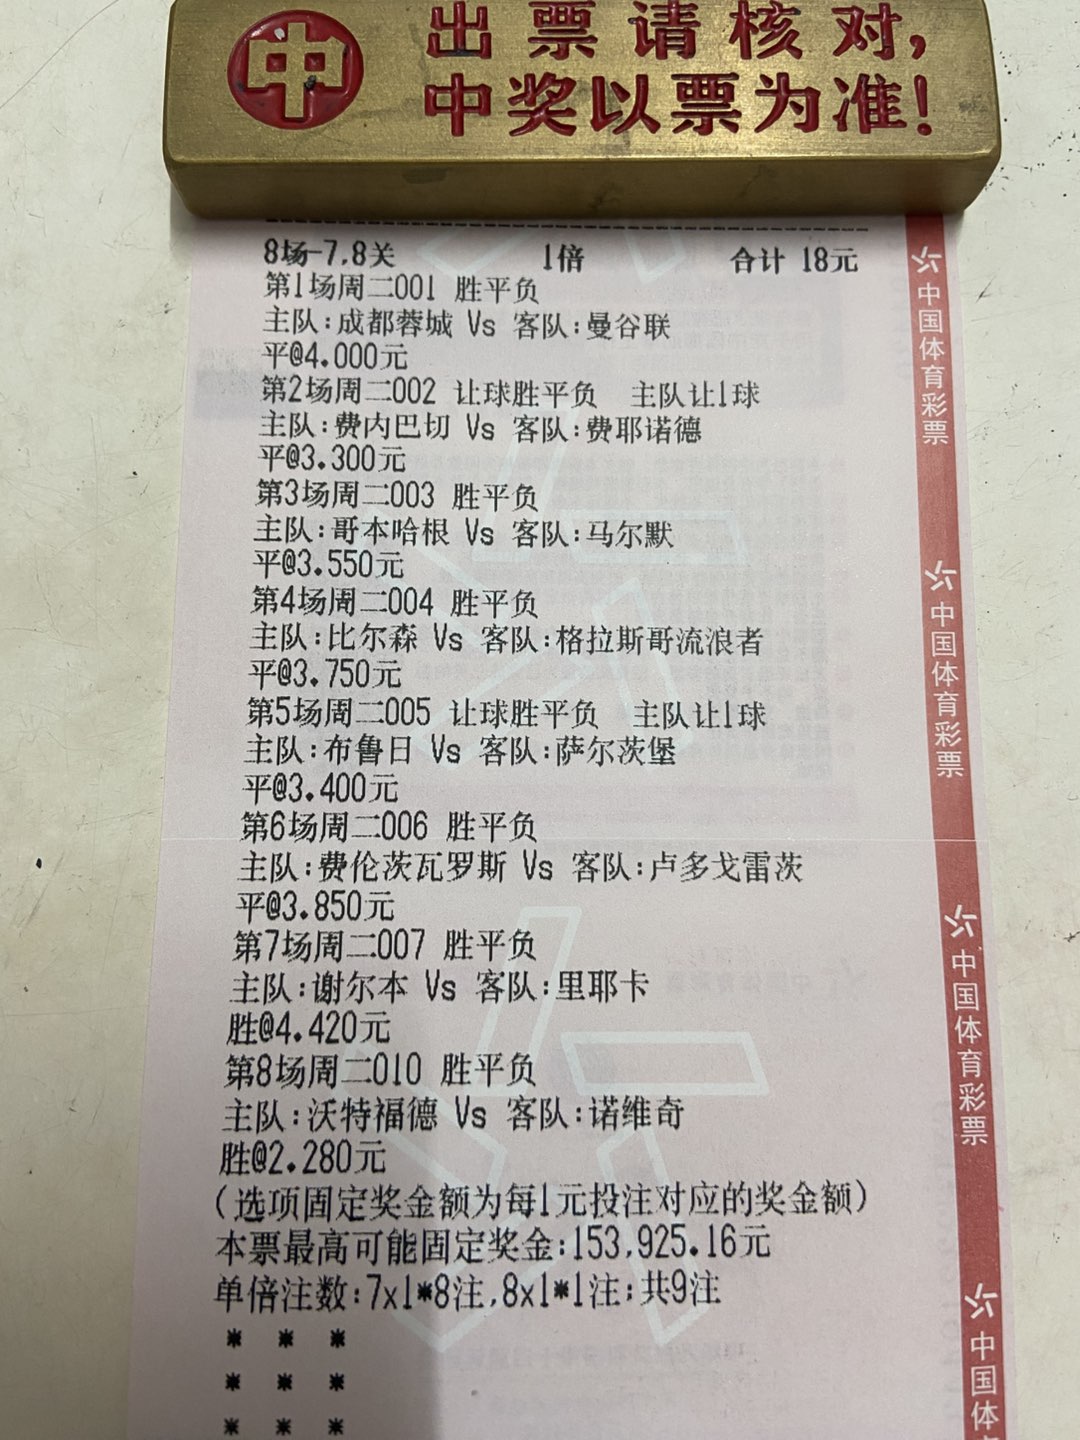 中
出票请核对,
中奖以票为准!
8场-7,8关 1倍 合计 18元
第1场周二001 胜平负
主队:成都蓉城 Vs 客队:曼谷联
平@4.000元
第2场周二002 让球胜平负 主队让1球
主队:费内巴切 Vs 客队:费耶诺德
平@3.300元
第3场周二003 胜平负
主队:哥本哈根 Vs 客队:马尔默
平@3.550元
第4场周二004 胜平负
主队:比尔森 Vs 客队:格拉斯哥流浪者
平@3.750元
第5场周二005 让球胜平负 主队让1球
主队:布鲁日 Vs 客队:萨尔茨堡
平@3.400元
第6场周二006 胜平负
主队:费伦茨瓦罗斯 Vs 客队:卢多戈雷茨
平@3.850元
第7场周二007 胜平负
主队:谢尔本 Vs 客队:里耶卡
胜@4.420元
第8场周二010 胜平负
主队:沃特福德 Vs 客队:诺维奇
胜@2.280元
(选项固定奖金额为每1元投注对应的奖金额)
本票最高可能固定奖金:153,925.16元
单倍注数:7x1*8注,8x1*1注;共9注
* * *
* * *
* * *
中国体育彩票
中国体育彩票
中国体育彩票
中国体